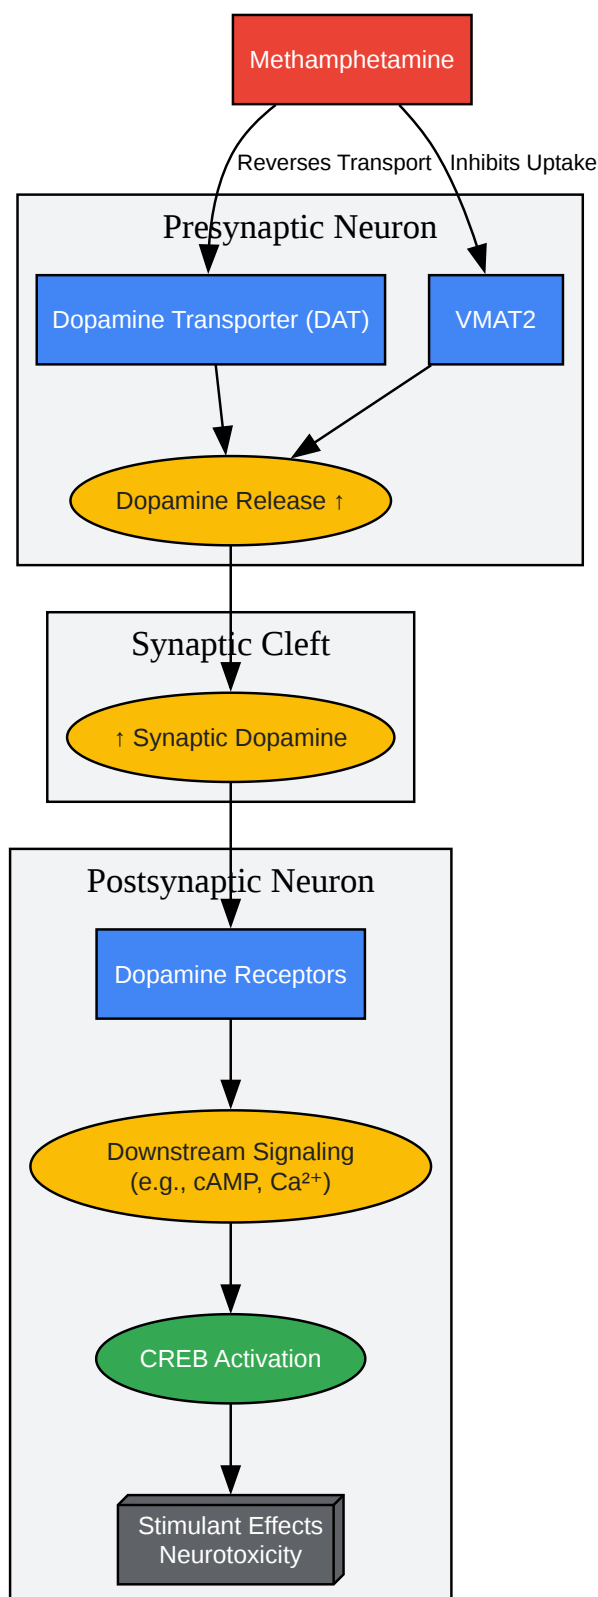 Methamphetamine
Reverses Transport
Inhibits Uptake
Presynaptic Neuron
Dopamine Transporter (DAT)
VMAT2
Dopamine Release ↑
Synaptic Cleft
↑ Synaptic Dopamine
Postsynaptic Neuron
Dopamine Receptors
Downstream Signaling
(e.g., cAMP, Ca²⁺)
CREB Activation
Stimulant Effects
Neurotoxicity